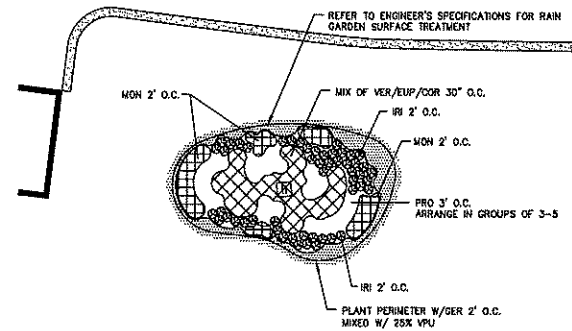 REFER TO ENGINEER'S SPECIFICATIONS FOR RAIN
GARDEN SURFACE TREATMENT
MON 2' O.C.
MIX OF VER/EUP/COR 30" O.C.
IRI 2' O.C.
MON 2' O.C.
PRO 3' O.C.
ARRANGE IN GROUPS OF 3-5
IRI 2' O.C.
PLANT PERIMETER W/GER 2' O.C.
MIXED W/ 25% VPU